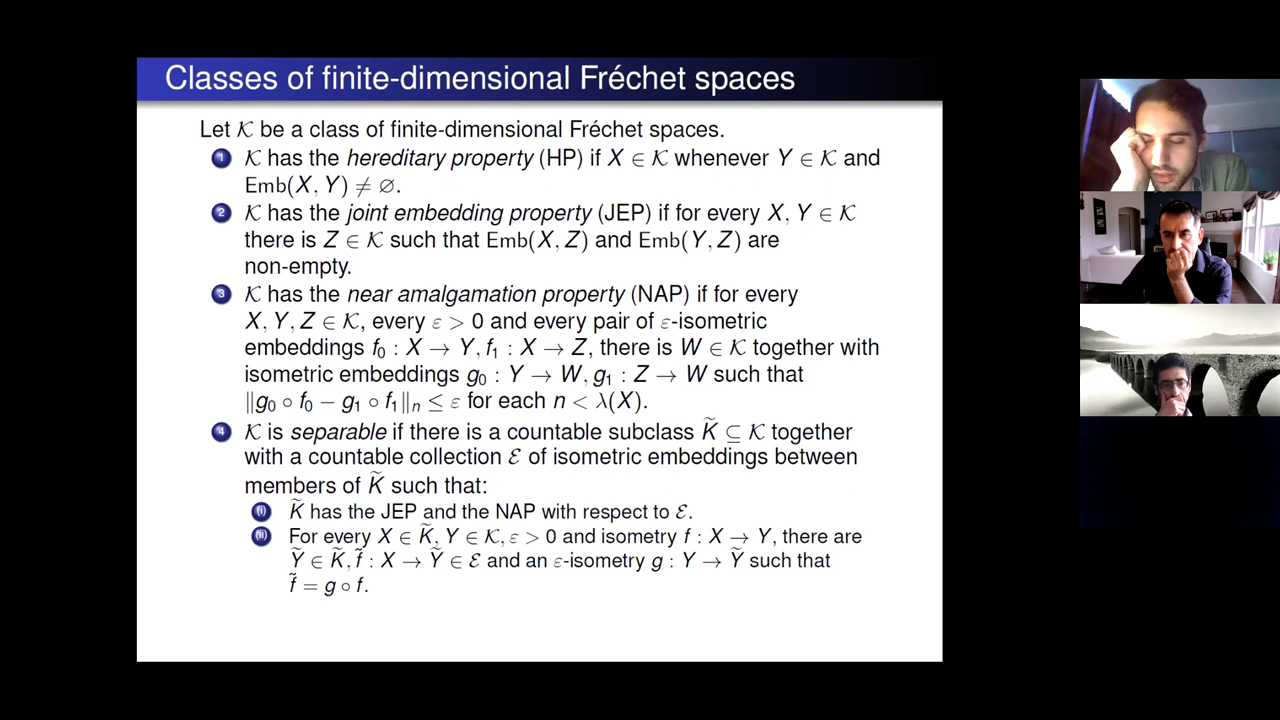 Classes of finite-dimensional Fréchet spaces
Let 𝒦 be a class of finite-dimensional Fréchet spaces.
1 𝒦 has the hereditary property (HP) if X ∈ 𝒦 whenever Y ∈ 𝒦 and
Emb(X, Y) ≠ ∅.
2 𝒦 has the joint embedding property (JEP) if for every X, Y ∈ 𝒦
there is Z ∈ 𝒦 such that Emb(X, Z) and Emb(Y, Z) are
non-empty.
3 𝒦 has the near amalgamation property (NAP) if for every
X, Y, Z ∈ 𝒦, every ε > 0 and every pair of ε-isometric
embeddings f₀ : X → Y, f₁ : X → Z, there is W ∈ 𝒦 together with
isometric embeddings g₀ : Y → W, g₁ : Z → W such that
‖g₀ ∘ f₀ − g₁ ∘ f₁‖ₙ ≤ ε for each n < λ(X).
4 𝒦 is separable if there is a countable subclass K̃ ⊆ 𝒦 together
with a countable collection ℰ of isometric embeddings between
members of K̃ such that:
(i) K̃ has the JEP and the NAP with respect to ℰ.
(ii) For every X ∈ K̃, Y ∈ 𝒦, ε > 0 and isometry f : X → Y, there are
Ỹ ∈ K̃, f̃ : X → Ỹ ∈ ℰ and an ε-isometry g : Y → Ỹ such that
f̃ = g ∘ f.